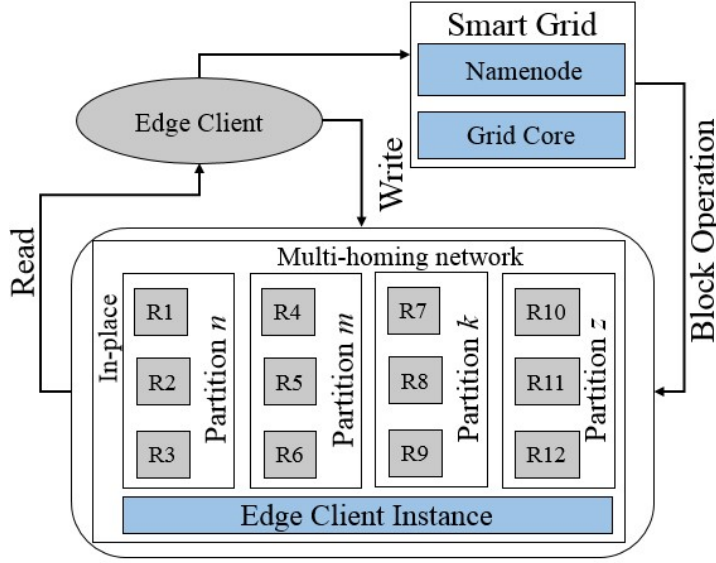 Smart Grid
Namenode
Grid Core
Edge Client
Write
Read
Block Operation
Multi-homing network
In-place
R1
R2
R3
Partition n
R4
R5
R6
Partition m
R7
R8
R9
Partition k
R10
R11
R12
Partition z
Edge Client Instance